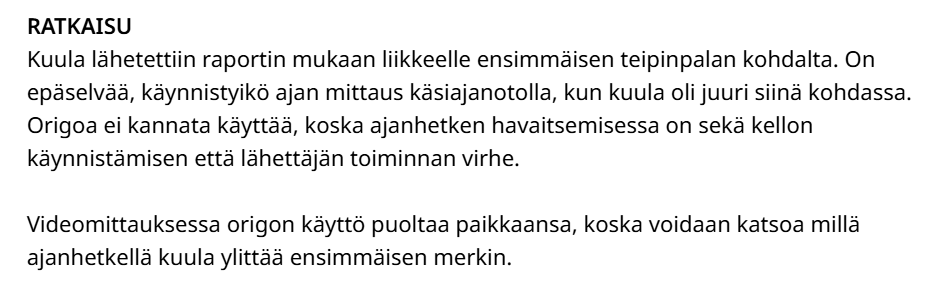 RATKAISU
Kuula lähetettiin raportin mukaan liikkeelle ensimmäisen teipinpalan kohdalta. On
epäselvää, käynnistyikö ajan mittaus käsiajanotolla, kun kuula oli juuri siinä kohdassa.
Origoa ei kannata käyttää, koska ajanhetken havaitsemisessa on sekä kellon
käynnistämisen että lähettäjän toiminnan virhe.
Videomittauksessa origon käyttö puoltaa paikkaansa, koska voidaan katsoa millä
ajanhetkellä kuula ylittää ensimmäisen merkin.